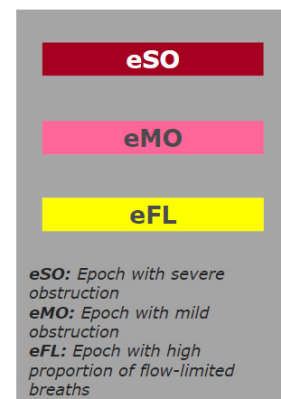 eSO
eMO
eFL
eSO: Epoch with severe
obstruction
eMO: Epoch with mild
obstruction
eFL: Epoch with high
proportion of flow-limited
breaths